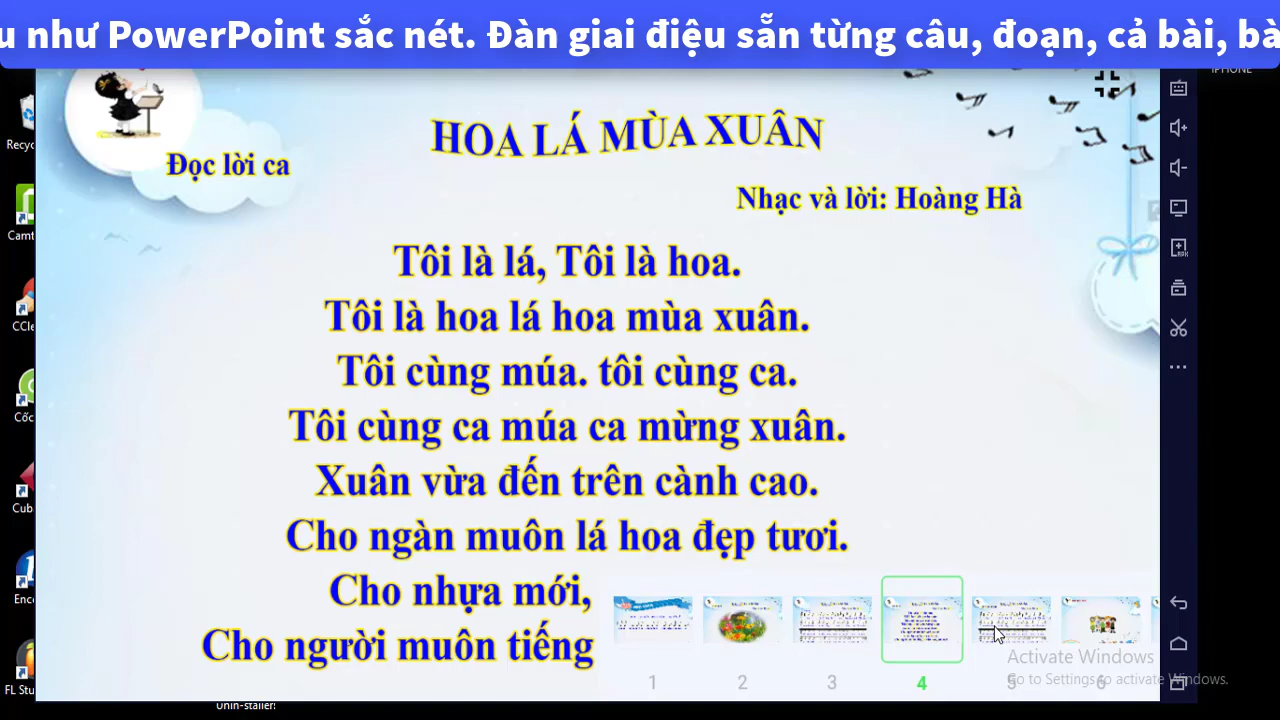 u như PowerPoint sắc nét. Đàn giai điệu sẵn từng câu, đoạn, cả bài, bà
IPHONE
HOA LÁ MÙA XUÂN
Đọc lời ca
Nhạc và lời: Hoàng Hà
Tôi là lá, Tôi là hoa.
Tôi là hoa lá hoa mùa xuân.
Tôi cùng múa. tôi cùng ca.
Tôi cùng ca múa ca mừng xuân.
Xuân vừa đến trên cành cao.
Cho ngàn muôn lá hoa đẹp tươi.
Cho nhựa mới,
Cho người muôn tiếng
1 2 3 4 5 6
Activate Windows
Go to Settings to activate Windows.
Recyc
Camt
CCle
Cốc
Cub
Enco
FL Stu